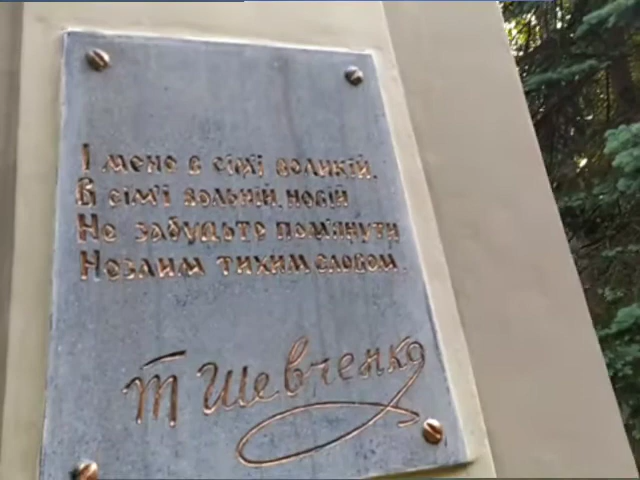 І мене в сім'ї великій,
В сім'ї вольній, новій
Не забудьте пом'янути
Незлим тихим словом.
Т Шевченко